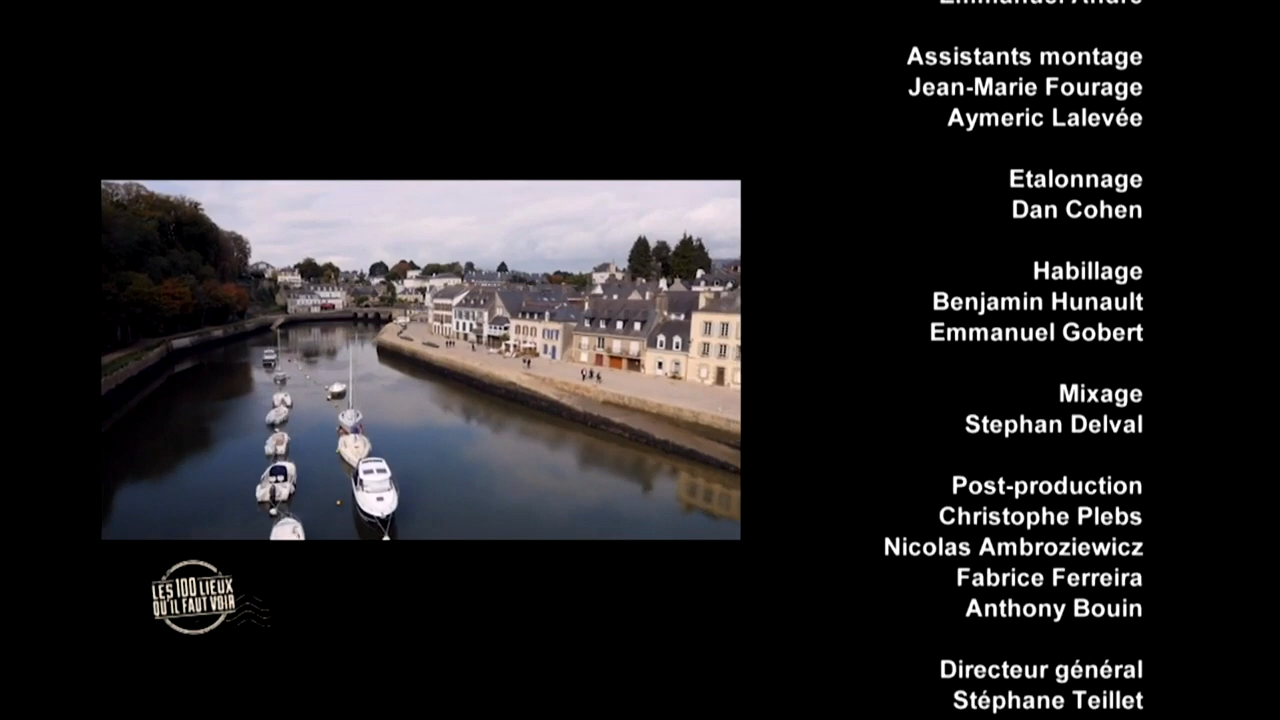 Emmanuel André
Assistants montage
Jean-Marie Fourage
Aymeric Lalevée
Etalonnage
Dan Cohen
Habillage
Benjamin Hunault
Emmanuel Gobert
Mixage
Stephan Delval
Post-production
Christophe Plebs
Nicolas Ambroziewicz
Fabrice Ferreira
Anthony Bouin
Directeur général
Stéphane Teillet
LES 100 LIEUX
QU'IL FAUT VOIR